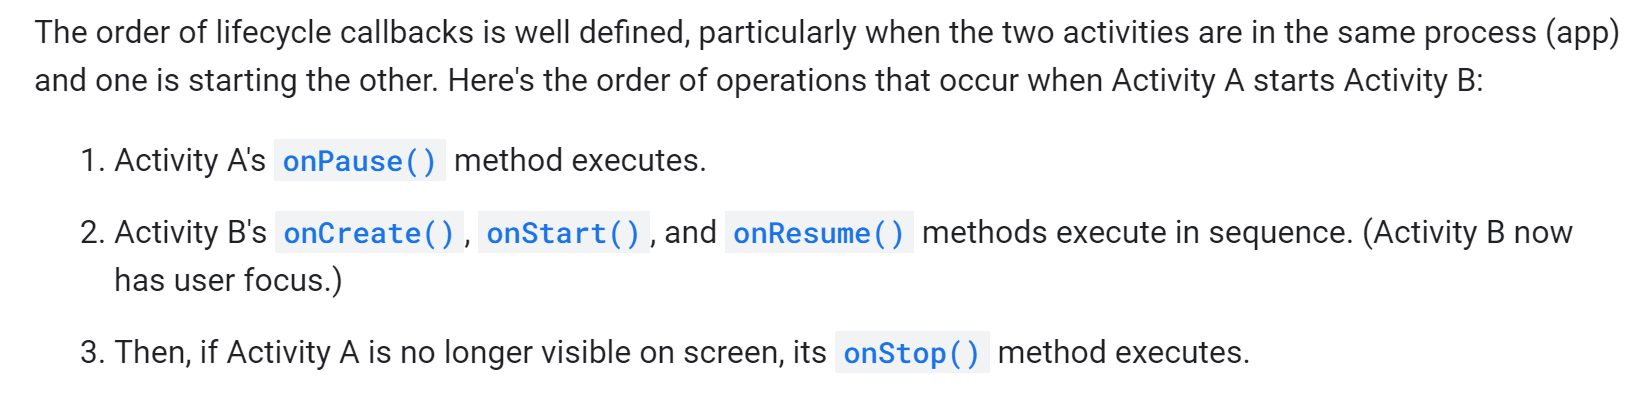 The order of lifecycle callbacks is well defined, particularly when the two activities are in the same process (app)
and one is starting the other. Here's the order of operations that occur when Activity A starts Activity B:
1. Activity A's onPause() method executes.
2. Activity B's onCreate(), onStart(), and onResume() methods execute in sequence. (Activity B now
has user focus.)
3. Then, if Activity A is no longer visible on screen, its onStop() method executes.